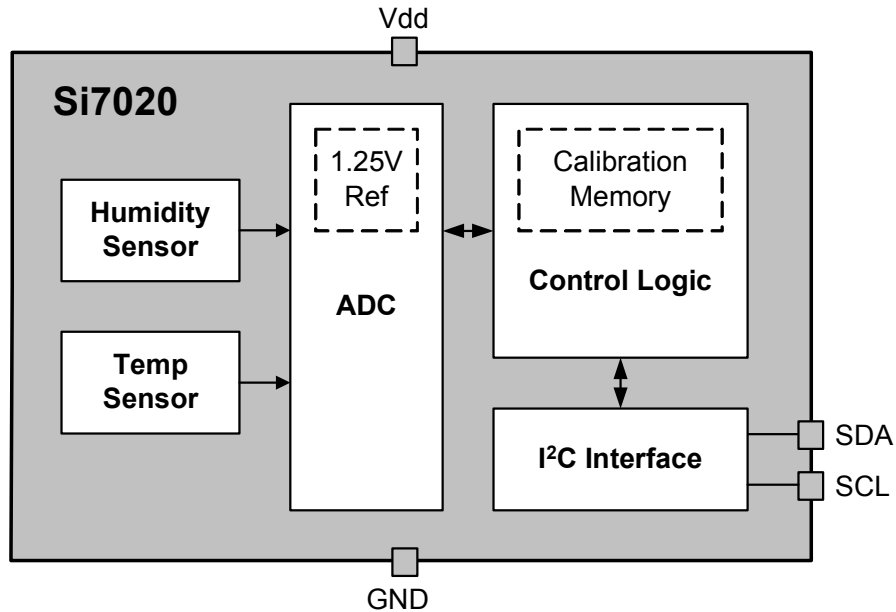 Vdd
Si7020
1.25V
Ref
Calibration
Memory
Humidity
Sensor
Control Logic
ADC
Temp
Sensor
I²C Interface
SDA
SCL
GND